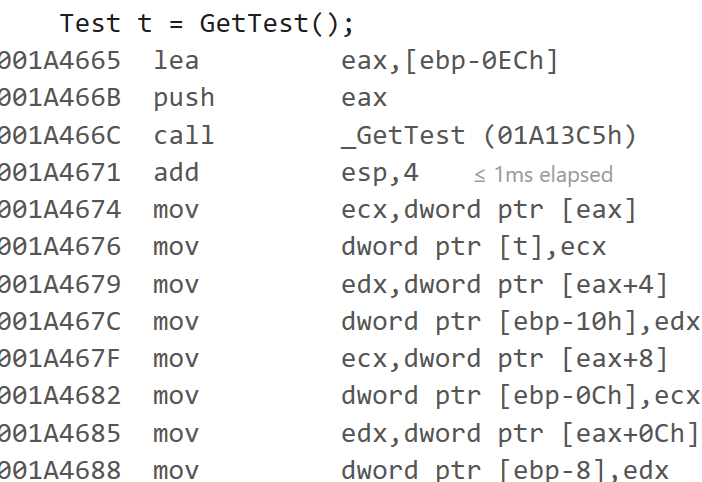 Test t = GetTest();
001A4665 lea eax,[ebp-0ECh]
001A466B push eax
001A466C call _GetTest (01A13C5h)
001A4671 add esp,4 ≤ 1ms elapsed
001A4674 mov ecx,dword ptr [eax]
001A4676 mov dword ptr [t],ecx
001A4679 mov edx,dword ptr [eax+4]
001A467C mov dword ptr [ebp-10h],edx
001A467F mov ecx,dword ptr [eax+8]
001A4682 mov dword ptr [ebp-0Ch],ecx
001A4685 mov edx,dword ptr [eax+0Ch]
001A4688 mov dword ptr [ebp-8],edx